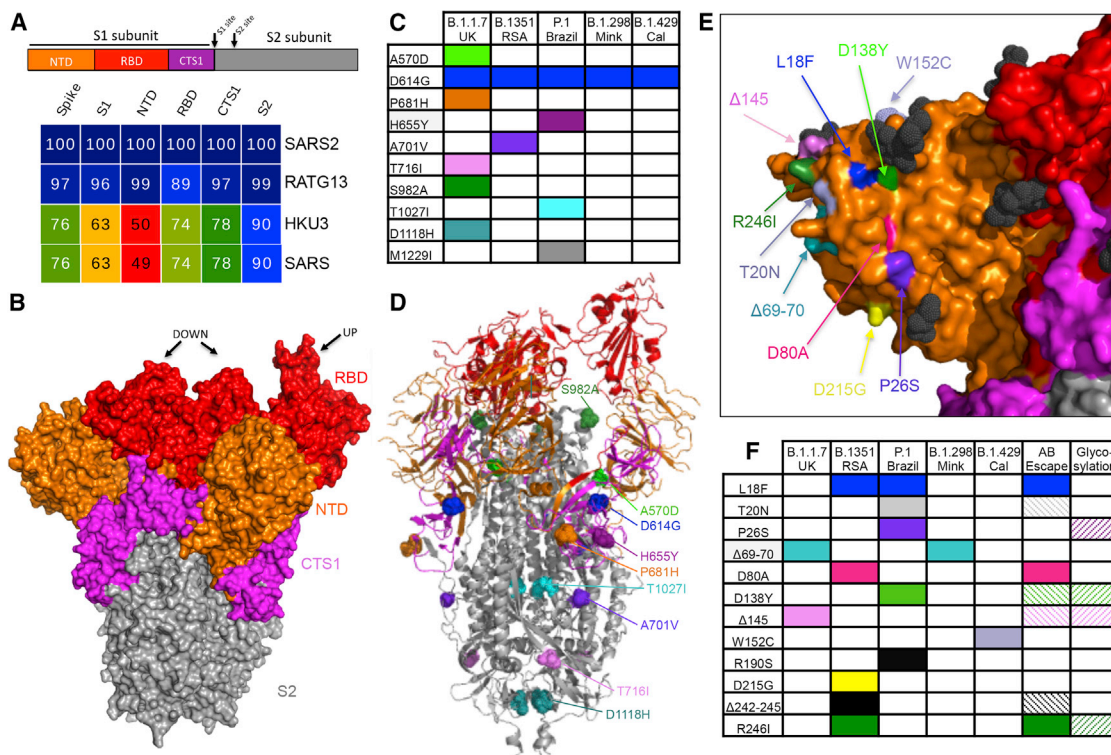 A
S1 subunit
S1 site
S2 site
S2 subunit
NTD RBD CTS1
Spike S1 NTD RBD CTS1 S2
100 100 100 100 100 100 SARS2
97 96 99 89 97 99 RATG13
76 63 50 74 78 90 HKU3
76 63 49 74 78 90 SARS
B
DOWN
UP
RBD
NTD
CTS1
S2
C
B.1.1.7 B.1351 P.1 B.1.298 B.1.429
UK RSA Brazil Mink Cal
A570D
D614G
P681H
H655Y
A701V
T716I
S982A
T1027I
D1118H
M1229I
D
S982A
A570D
D614G
H655Y
P681H
T1027I
A701V
T716I
D1118H
E
D138Y
L18F
W152C
Δ145
R246I
T20N
Δ69-70
D80A
P26S
D215G
F
B.1.1.7 B.1351 P.1 B.1.298 B.1.429 AB Glyco-
UK RSA Brazil Mink Cal Escape sylation
L18F
T20N
P26S
Δ69-70
D80A
D138Y
Δ145
W152C
R190S
D215G
Δ242-245
R246I